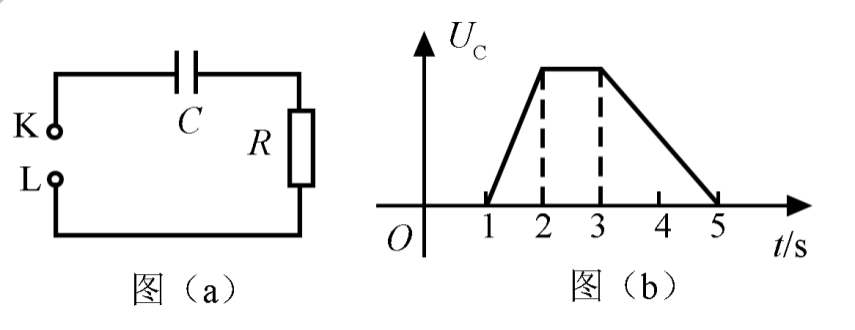 K
L
C
R
图（a）
U_C
O
1 2 3 4 5
t/s
图（b）